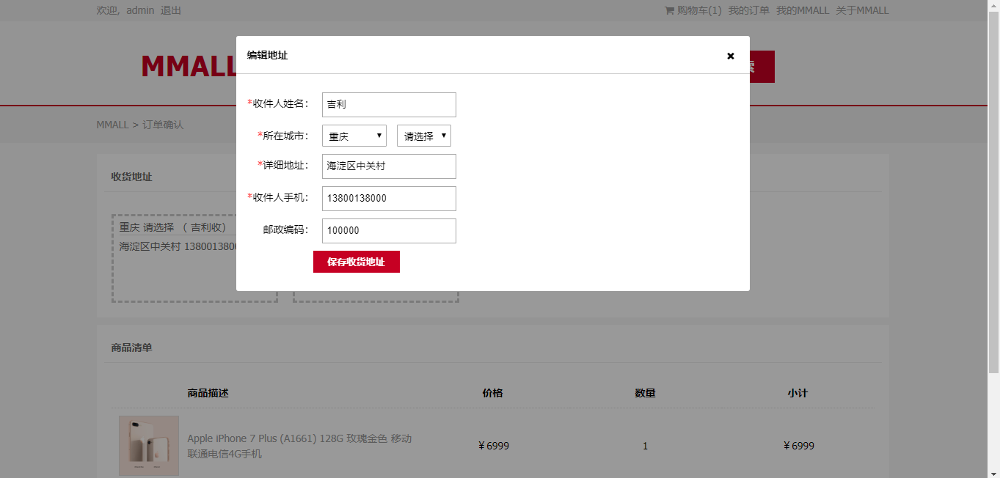 欢迎，admin 退出
购物车(1) 我的订单 我的MMALL 关于MMALL
MMALL
编辑地址
*收件人姓名： 吉利
*所在城市： 重庆 请选择
*详细地址： 海淀区中关村
*收件人手机： 13800138000
邮政编码： 100000
保存收货地址
MMALL > 订单确认
收货地址
重庆 请选择 （ 吉利收）
海淀区中关村 1380013800
商品清单
商品描述 价格 数量 小计
Apple iPhone 7 Plus (A1661) 128G 玫瑰金色 移动
联通电信4G手机
￥6999 1 ￥6999